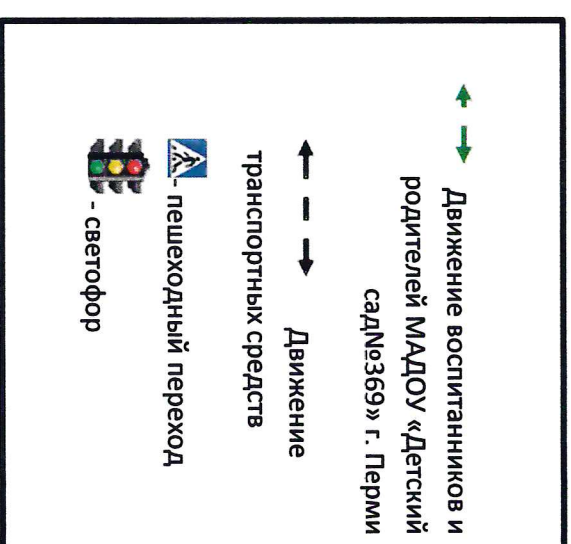 Движение воспитанников и
родителей МАДОУ «Детский
сад№369» г. Перми
Движение
транспортных средств
- пешеходный переход
- светофор